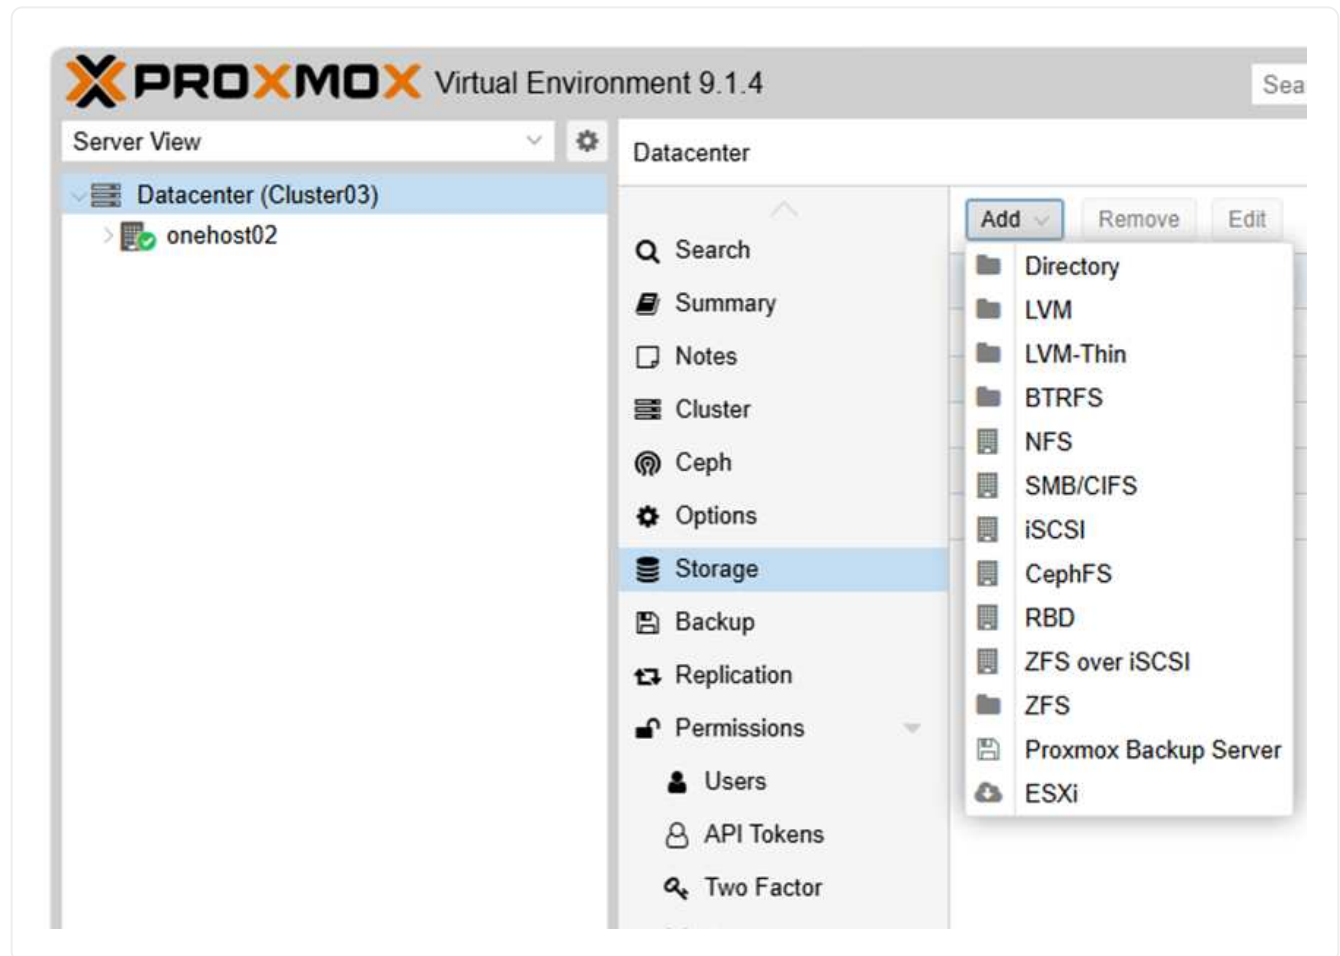 PROXMOX Virtual Environment 9.1.4
Sea
Server View
Datacenter
Datacenter (Cluster03)
onehost02
Search
Summary
Notes
Cluster
Ceph
Options
Storage
Backup
Replication
Permissions
Users
API Tokens
Two Factor
Add
Remove
Edit
Directory
LVM
LVM-Thin
BTRFS
NFS
SMB/CIFS
iSCSI
CephFS
RBD
ZFS over iSCSI
ZFS
Proxmox Backup Server
ESXi